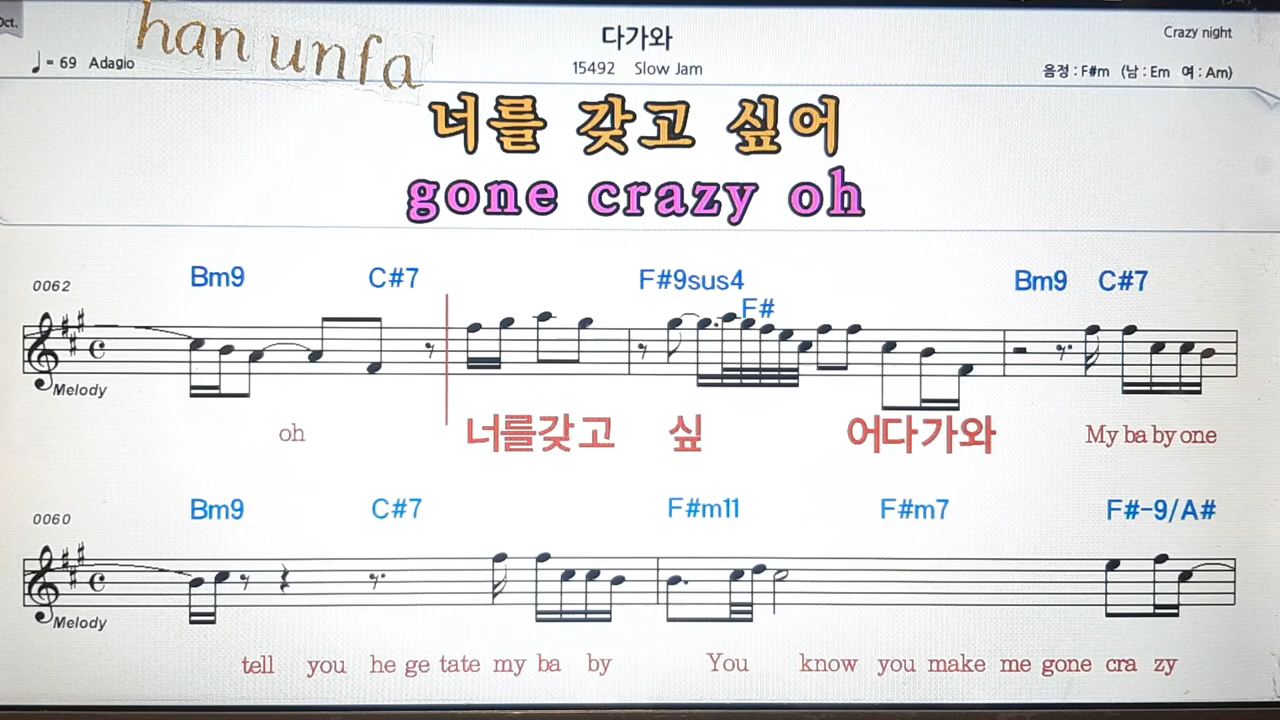 Oct.
han unfa
♩= 69 Adagio
다가와
15492 Slow Jam
Crazy night
음정 : F#m (남 : Em 여 : Am)
너를 갖고 싶어
gone crazy oh
0062
Bm9 C#7 F#9sus4 F# Bm9 C#7
Melody
oh 너를갖고 싶 어다가와 My ba by one
0060
Bm9 C#7 F#m11 F#m7 F#-9/A#
Melody
tell you he ge tate my ba by You know you make me gone cra zy